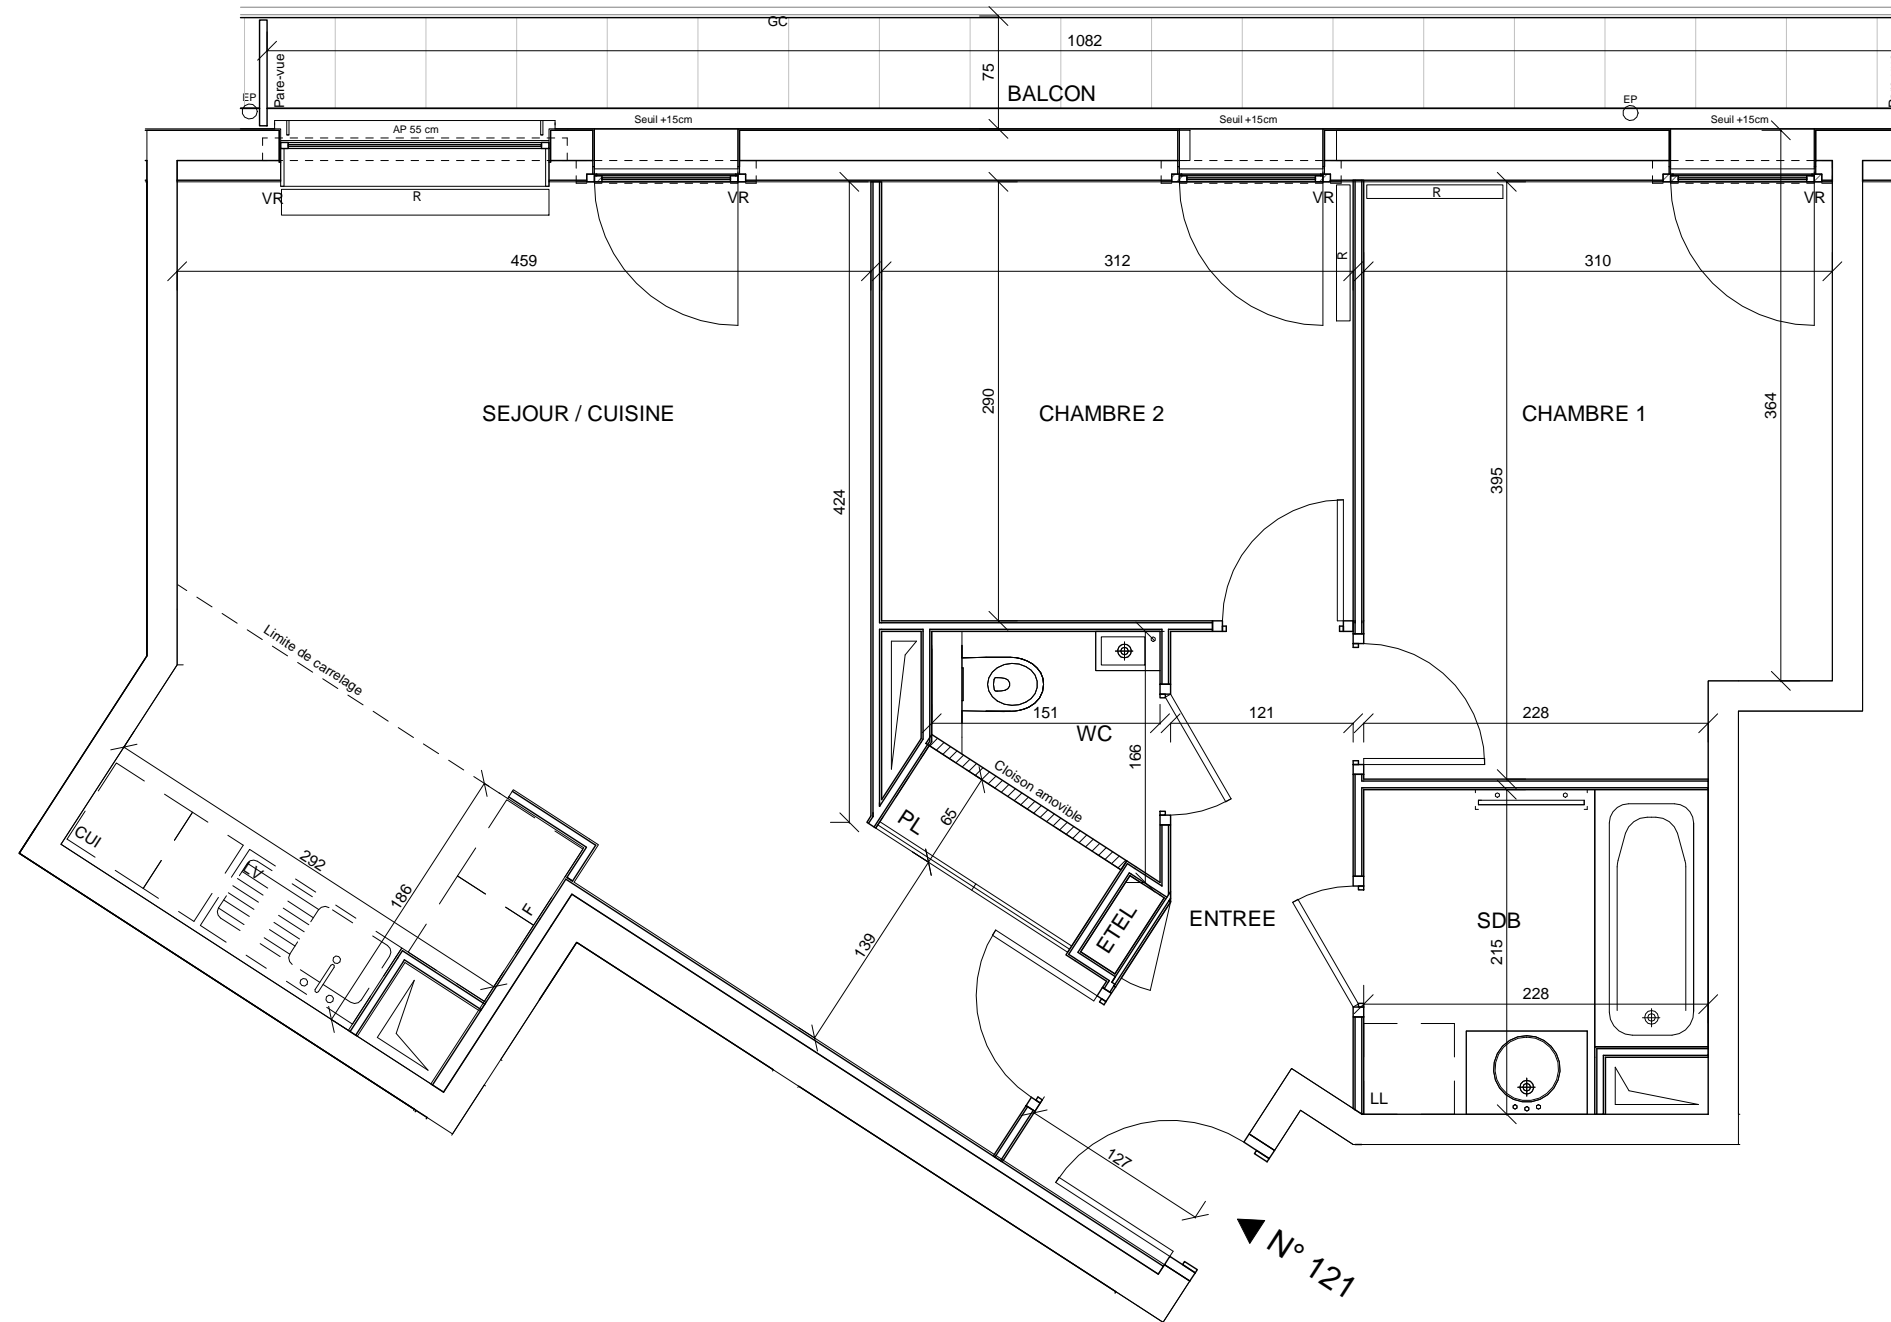 GC
1082
Pare-vue
75
EP
BALCON
EP
AP 55 cm
Seuil +15cm
Seuil +15cm
Seuil +15cm
VR
R
VR
VR
R
VR
R
459
312
310
290
364
SEJOUR / CUISINE
CHAMBRE 2
CHAMBRE 1
424
395
Limite de carrelage
151
121
228
WC
166
Cloison amovible
PL
65
CUI
292
LV
186
F
139
ETEL
ENTREE
SDB
215
228
LL
127
N° 121